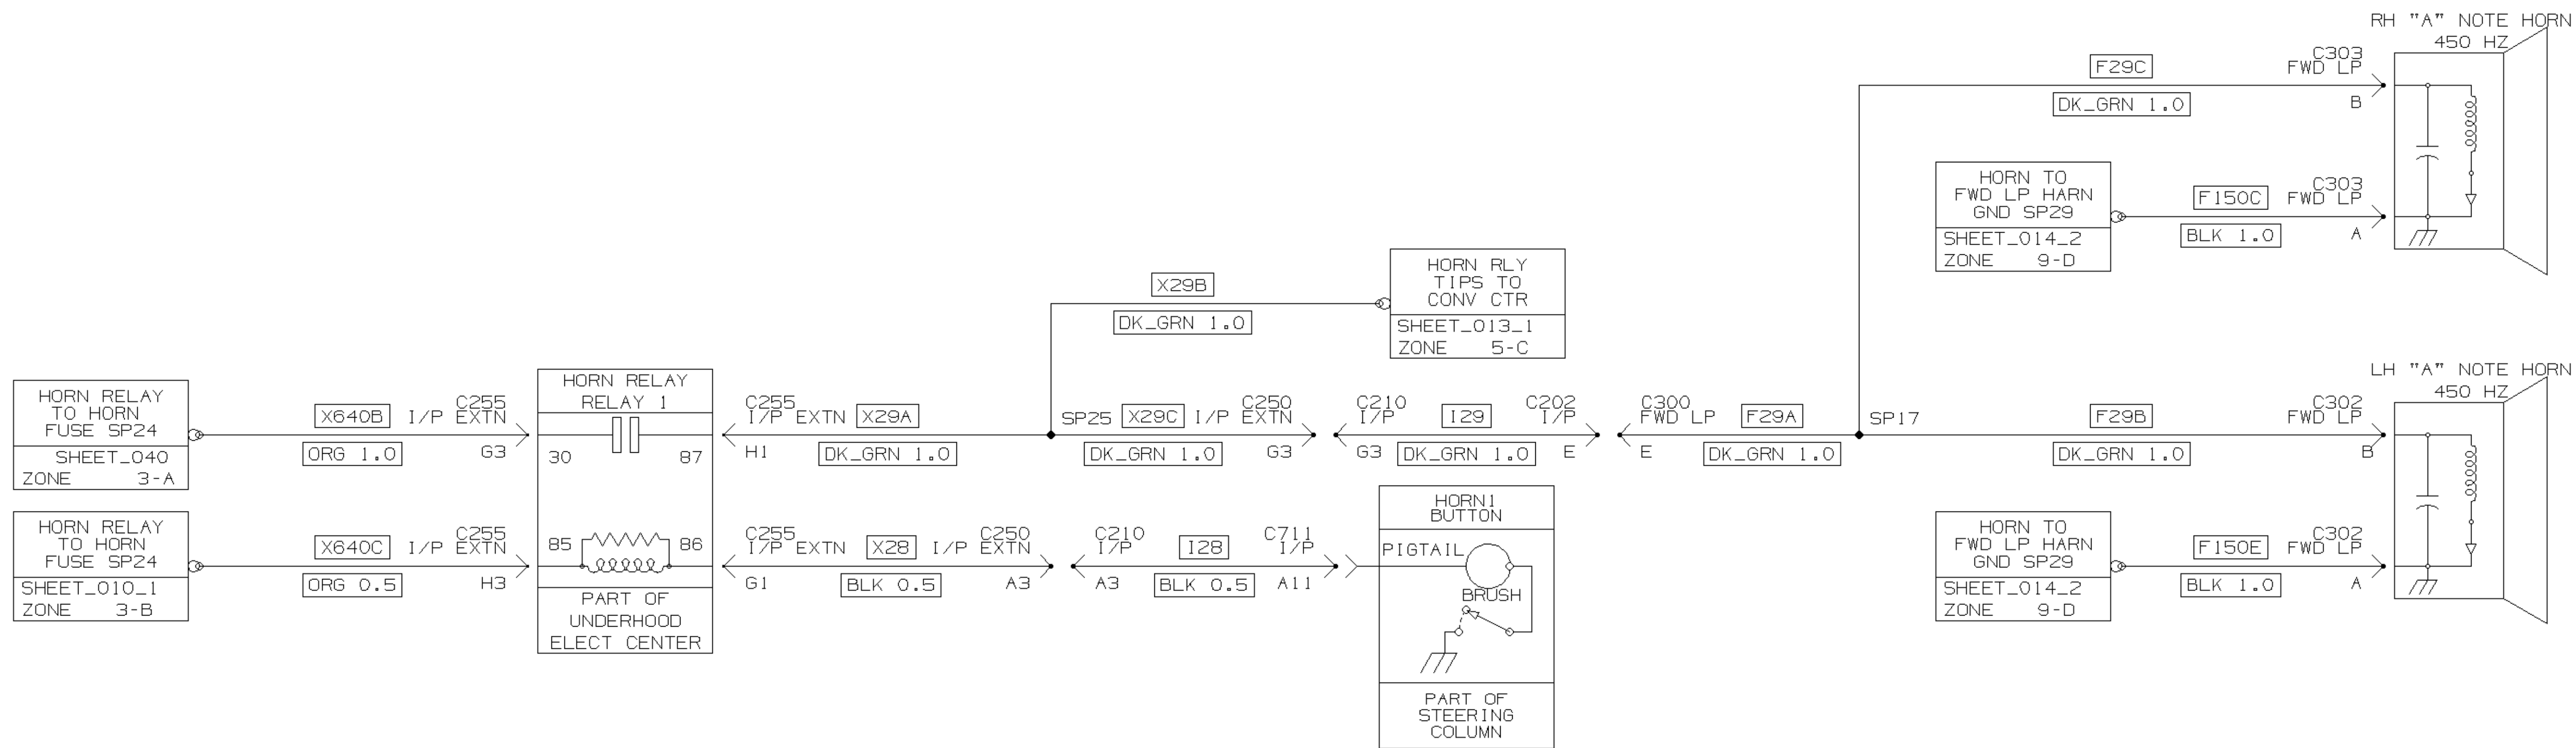 RH "A" NOTE HORN
450 HZ
F29C
C303
FWD LP
DK_GRN 1.0
B
HORN TO
FWD LP HARN
GND SP29
SHEET_014_2
ZONE 9-D
F150C
C303
FWD LP
BLK 1.0
A
X29B
DK_GRN 1.0
HORN RLY
TIPS TO
CONV CTR
SHEET_013_1
ZONE 5-C
HORN RELAY
TO HORN
FUSE SP24
SHEET_040
ZONE 3-A
X640B
ORG 1.0
C255
I/P EXTN
G3
HORN RELAY
RELAY 1
30
87
C255
I/P EXTN
H1
X29A
DK_GRN 1.0
SP25
X29C
DK_GRN 1.0
C250
I/P EXTN
G3
C210
I/P
G3
I29
DK_GRN 1.0
C202
I/P
E
C300
FWD LP
E
F29A
DK_GRN 1.0
SP17
F29B
DK_GRN 1.0
C302
FWD LP
B
LH "A" NOTE HORN
450 HZ
HORN RELAY
TO HORN
FUSE SP24
SHEET_010_1
ZONE 3-B
X640C
ORG 0.5
C255
I/P EXTN
H3
85
86
PART OF
UNDERHOOD
ELECT CENTER
C255
I/P EXTN
G1
X28
BLK 0.5
C250
I/P EXTN
A3
C210
I/P
A3
I28
BLK 0.5
C711
I/P
A11
HORN1
BUTTON
PIGTAIL
BRUSH
PART OF
STEERING
COLUMN
HORN TO
FWD LP HARN
GND SP29
SHEET_014_2
ZONE 9-D
F150E
BLK 1.0
C302
FWD LP
A